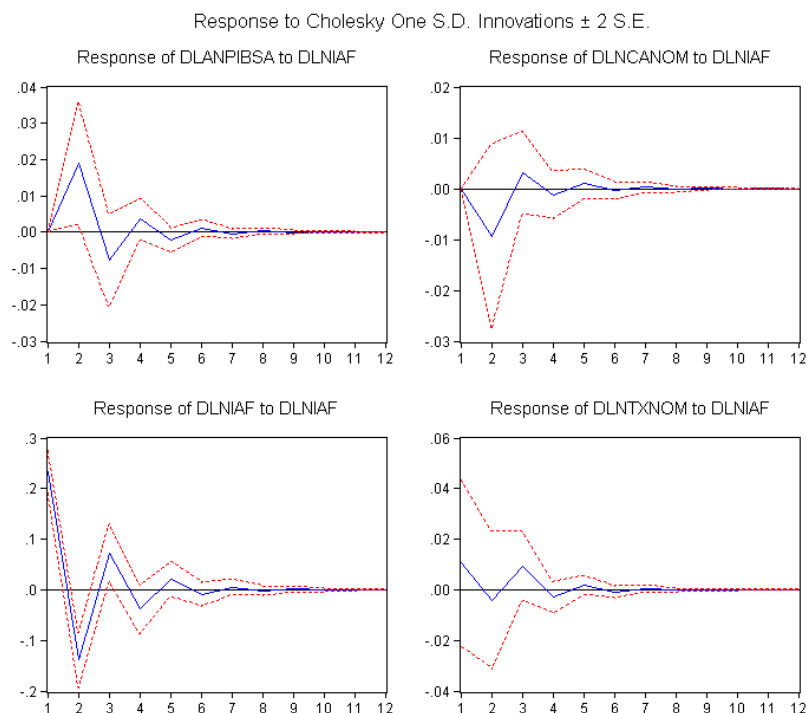 Response to Cholesky One S.D. Innovations ± 2 S.E.
Response of DLANPIBSA to DLNIAF
.04
.03
.02
.01
.00
-.01
-.02
-.03
1 2 3 4 5 6 7 8 9 10 11 12
Response of DLNCANOM to DLNIAF
.02
.01
.00
-.01
-.02
-.03
1 2 3 4 5 6 7 8 9 10 11 12
Response of DLNIAF to DLNIAF
.3
.2
.1
.0
-.1
-.2
1 2 3 4 5 6 7 8 9 10 11 12
Response of DLNTXNOM to DLNIAF
.06
.04
.02
.00
-.02
-.04
1 2 3 4 5 6 7 8 9 10 11 12